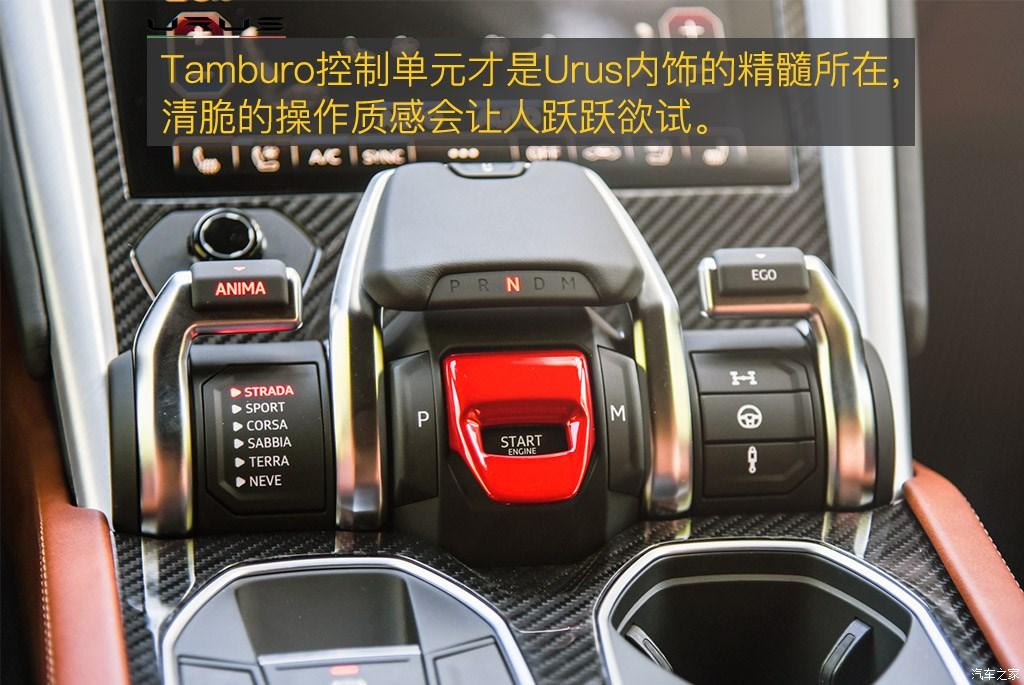 URUS
Tamburo控制单元才是Urus内饰的精髓所在，
清脆的操作质感会让人跃跃欲试。
A/C SYNC OFF
P R N D M
ANIMA
EGO
STRADA
SPORT
CORSA
SABBIA
TERRA
NEVE
P
START
ENGINE
M
汽车之家